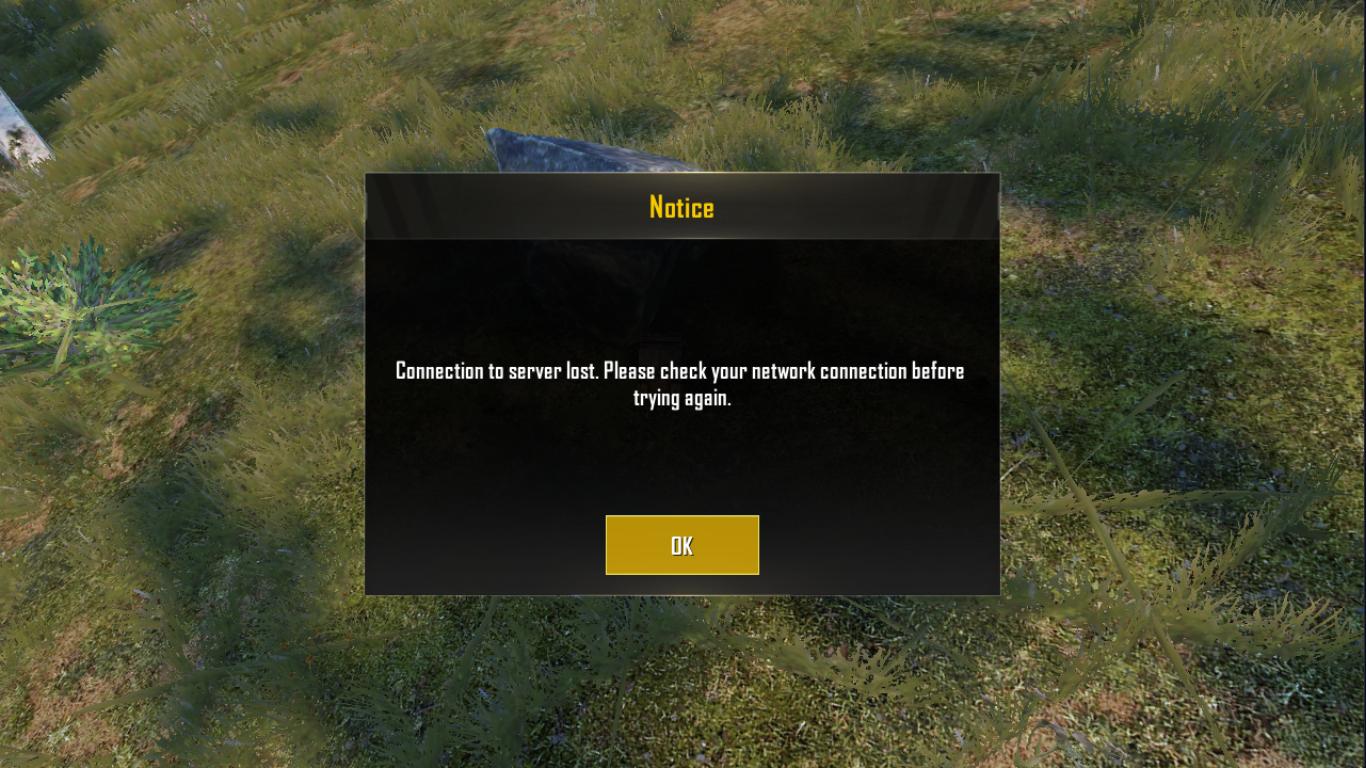 Notice
Connection to server lost. Please check your network connection before
trying again.
OK